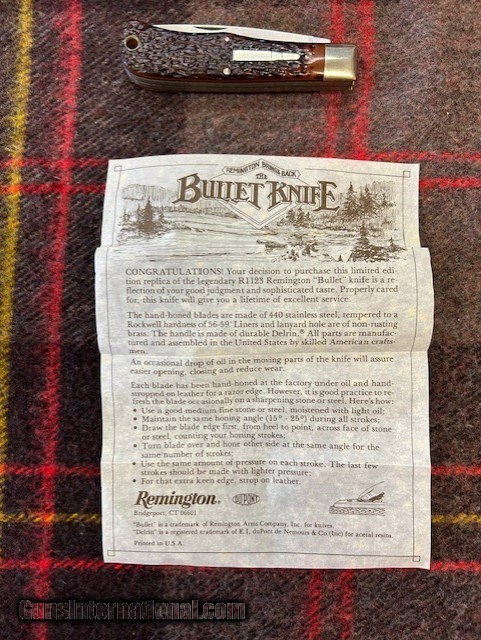 REMINGTON BRINGS BACK
THE
BULLET KNIFE
CONGRATULATIONS! Your decision to purchase this limited edi-
tion replica of the legendary R1123 Remington "Bullet" knife is a re-
flection of your good judgment and sophisticated taste. Properly cared
for, this knife will give you a lifetime of excellent service.
The hand-honed blades are made of 440 stainless steel, tempered to a
Rockwell hardness of 56-59. Liners and lanyard hole are of non-rusting
brass. The handle is made of durable Delrin.® All parts are manufac-
tured and assembled in the United States by skilled American crafts-
men.
An occasional drop of oil in the moving parts of the knife will assure
easier opening, closing and reduce wear.
Each blade has been hand-honed at the factory under oil and hand-
stropped on leather for a razor edge. However, it is good practice to re-
fresh the blade occasionally on a sharpening stone or steel. Here's how:
• Use a good medium fine stone or steel, moistened with light oil;
• Maintain the same honing angle (15° - 25°) during all strokes;
• Draw the blade edge first, from heel to point, across face of stone
or steel, counting your honing strokes;
• Turn blade over and hone other side at the same angle for the
same number of strokes;
• Use the same amount of pressure on each stroke. The last few
strokes should be made with lighter pressure;
• For that extra keen edge, strop on leather.
Remington® DU PONT
Bridgeport, CT 06601
"Bullet" is a trademark of Remington Arms Company, Inc. for knives.
"Delrin" is a registered trademark of E.I. duPont de Nemours & Co. (Inc) for acetal resins.
Printed in U.S.A.
GunsInternational.com